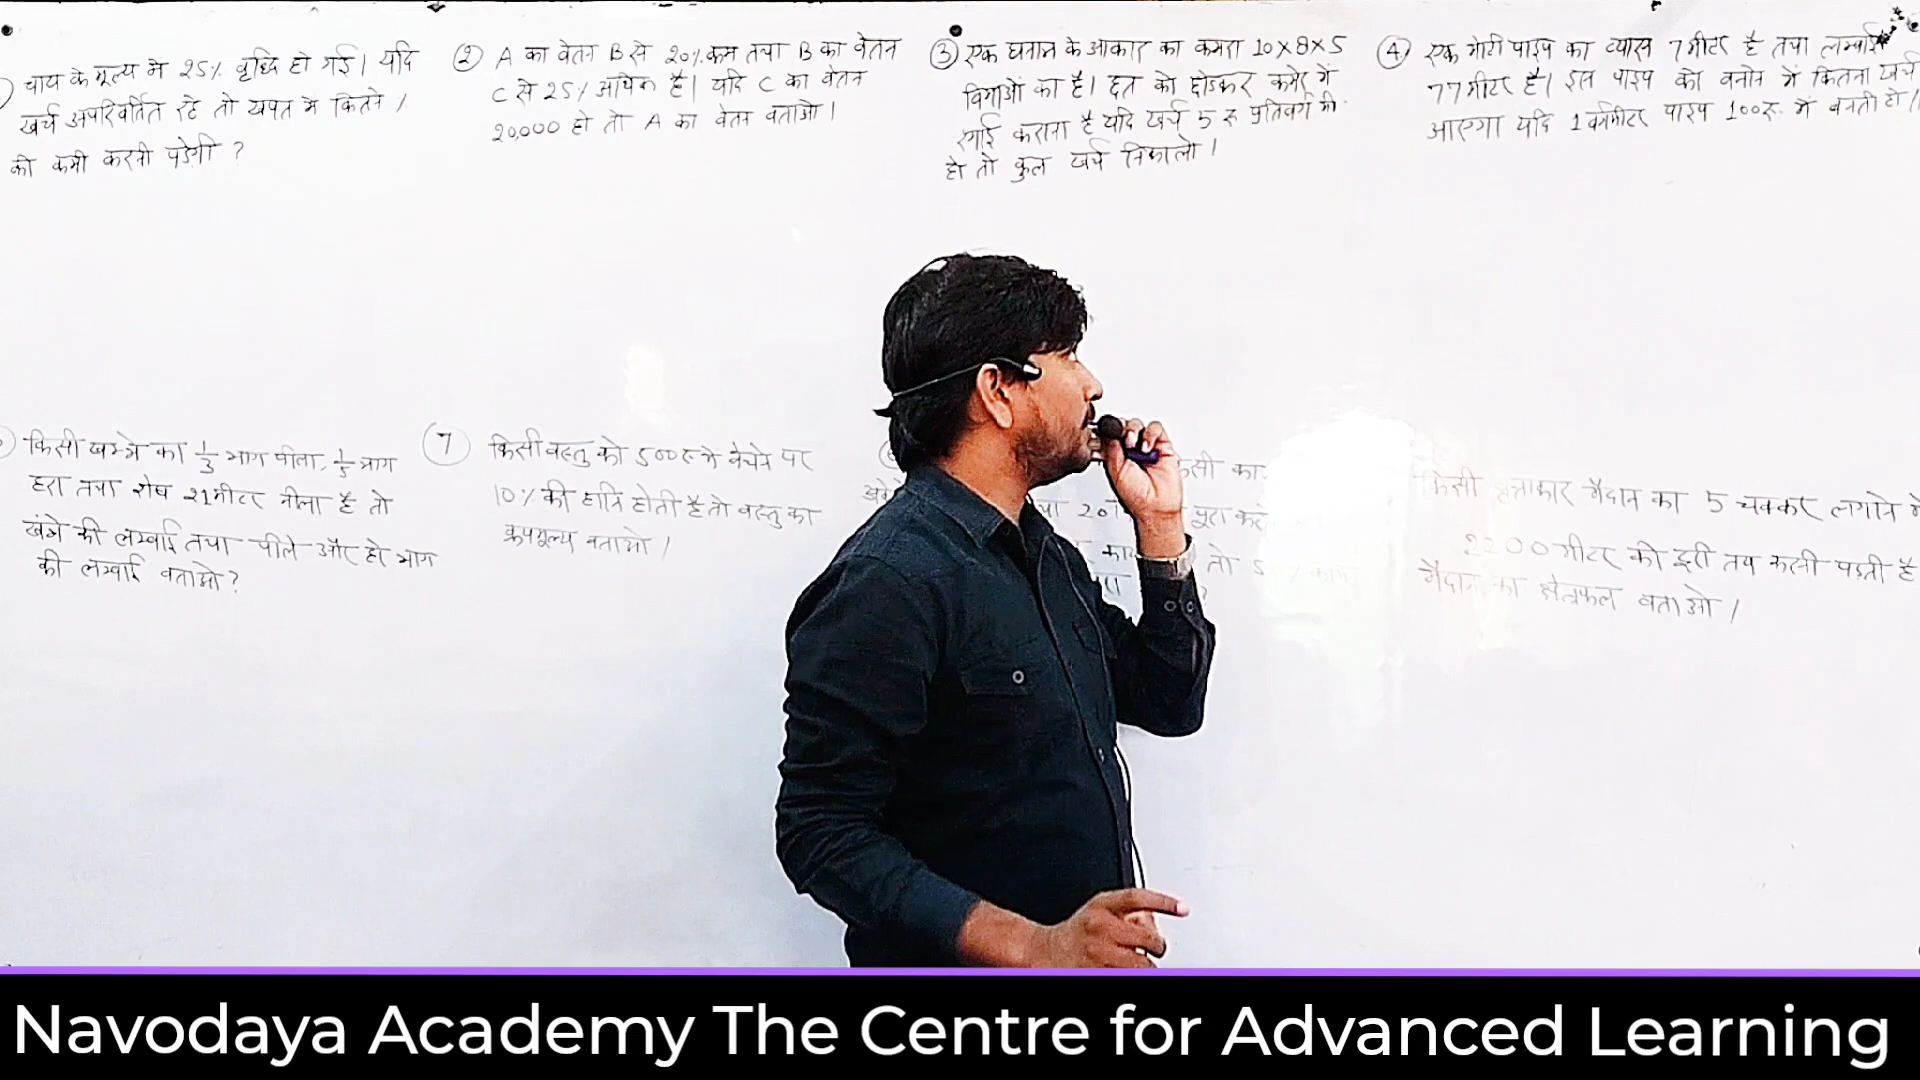 चाय के मूल्य मे 25% वृद्धि हो गई। यदि
खर्च अपरिवर्तित रहे तो खपत मे कितने %
की कमी करनी पड़ेगी ?
② A का वेतन B से 20% कम तथा B का वेतन
C से 25% अधिक है। यदि C का वेतन
20,000 हो तो A का वेतन बताओ।
③ एक घनाभ के आकार का कमरा 10×8×5
विमाओं का है। छत को छोडकर कमरे में
रंगाई कराना है यदि खर्च 5 रू प्रतिवर्ग मी.
हो तो कुल खर्च निकालो।
④ एक मोटी पाइप का व्यास 7 मीटर है तथा लम्बाई
77 मीटर है। इस पाइप को बनाने में कितना खर्च
आएगा यदि 1 वर्गमीटर पाइप 100रू. में बनती हो।
किसी खम्भे का 1/3 भाग पीला, 1/5 भाग
हरा तथा शेष 21 मीटर नीला है तो
खंभे की लम्बाई तथा पीले और हरे भाग
की लम्बाई बताओ?
7 किसी वस्तु को 500रू मे बेचने पर
10% की हानि होती है तो वस्तु का
क्रयमूल्य बताओ।
किसी वृत्ताकार मैदान का 5 चक्कर लगाने मे
2200 मीटर की दूरी तय करनी पडती है
मैदान का क्षेत्रफल बताओ।
Navodaya Academy The Centre for Advanced Learning